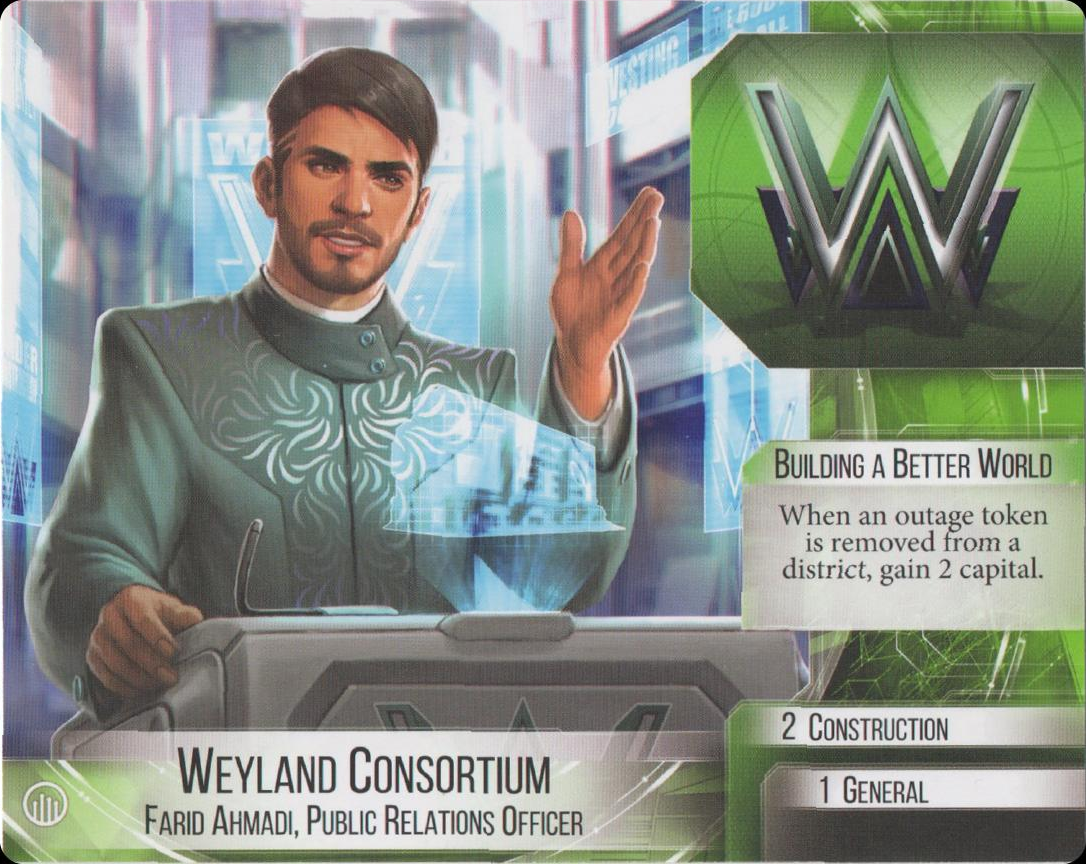 VESTING
BUILDING A BETTER WORLD
When an outage token
is removed from a
district, gain 2 capital.
2 CONSTRUCTION
1 GENERAL
WEYLAND CONSORTIUM
FARID AHMADI, PUBLIC RELATIONS OFFICER